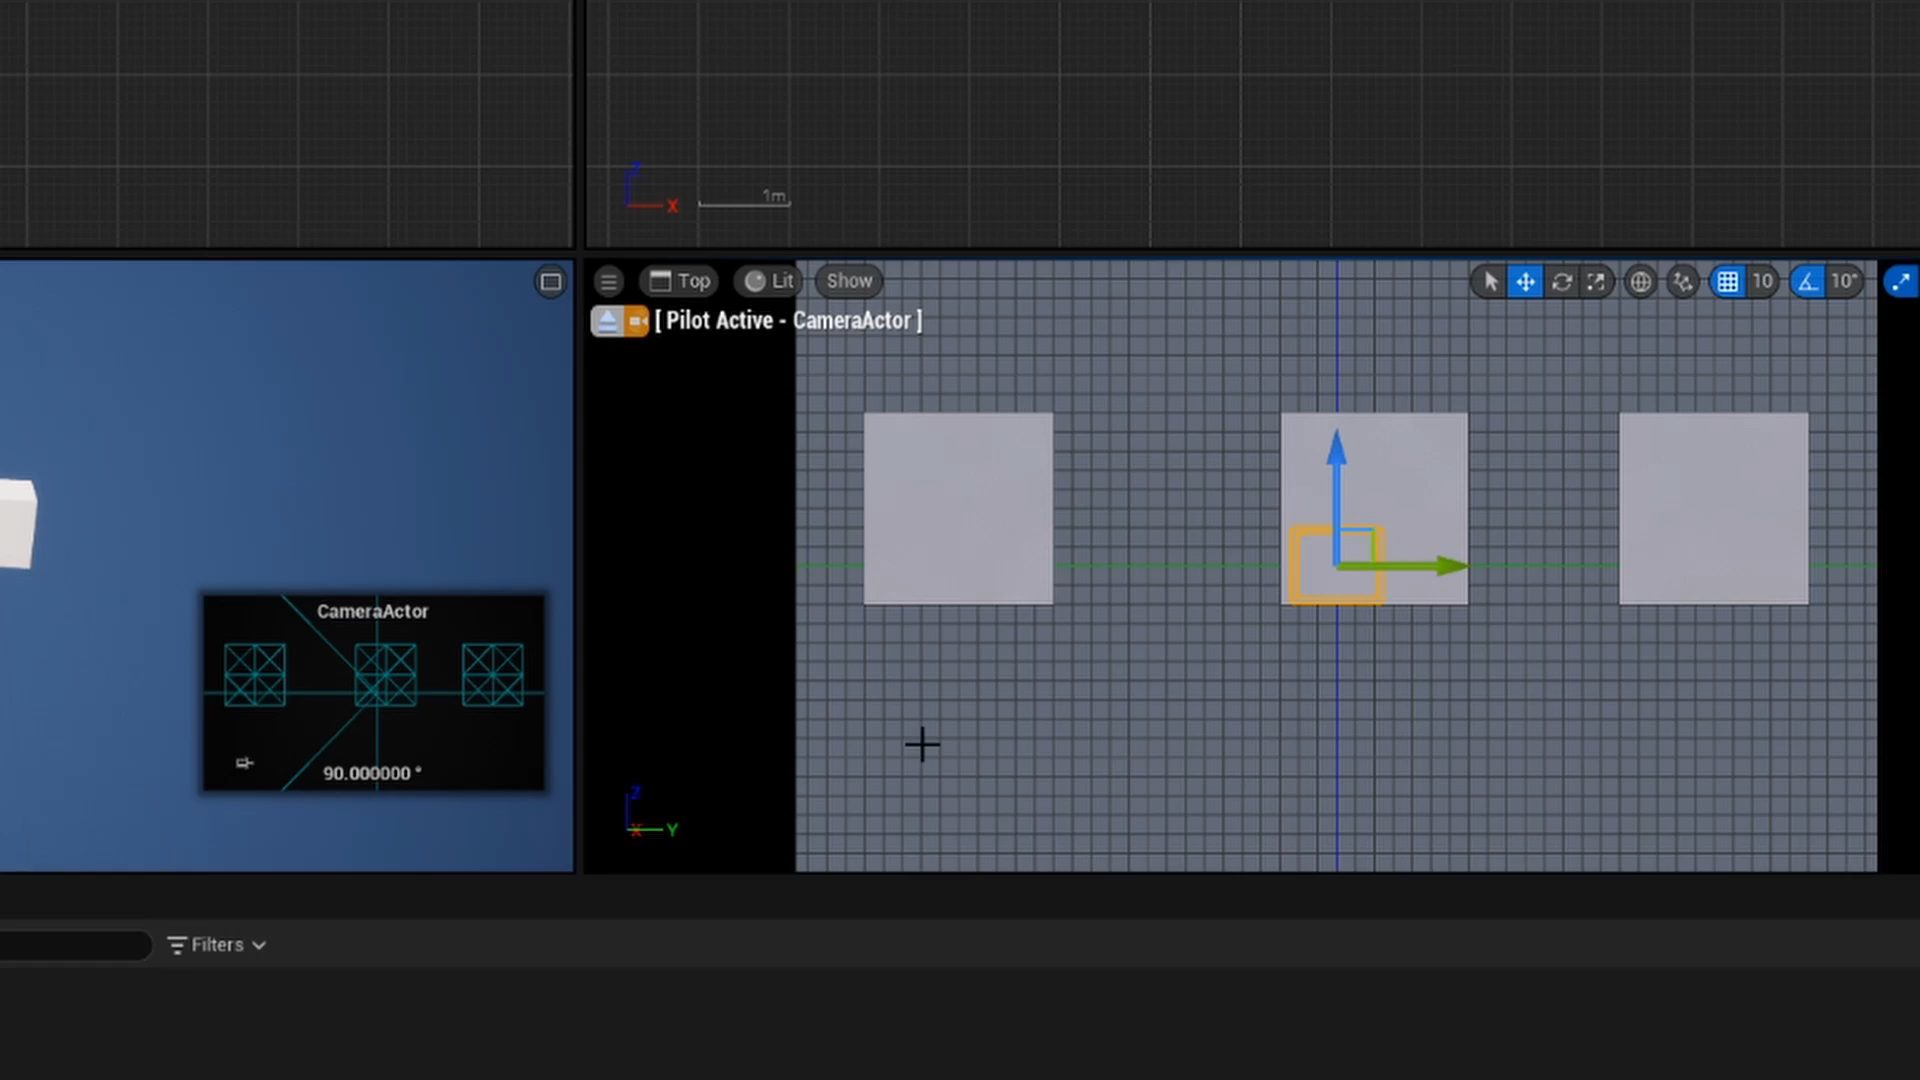 Z
X
1m
Top
Lit
Show
10
10°
[ Pilot Active - CameraActor ]
CameraActor
90.000000 °
Z
X
Y
Filters